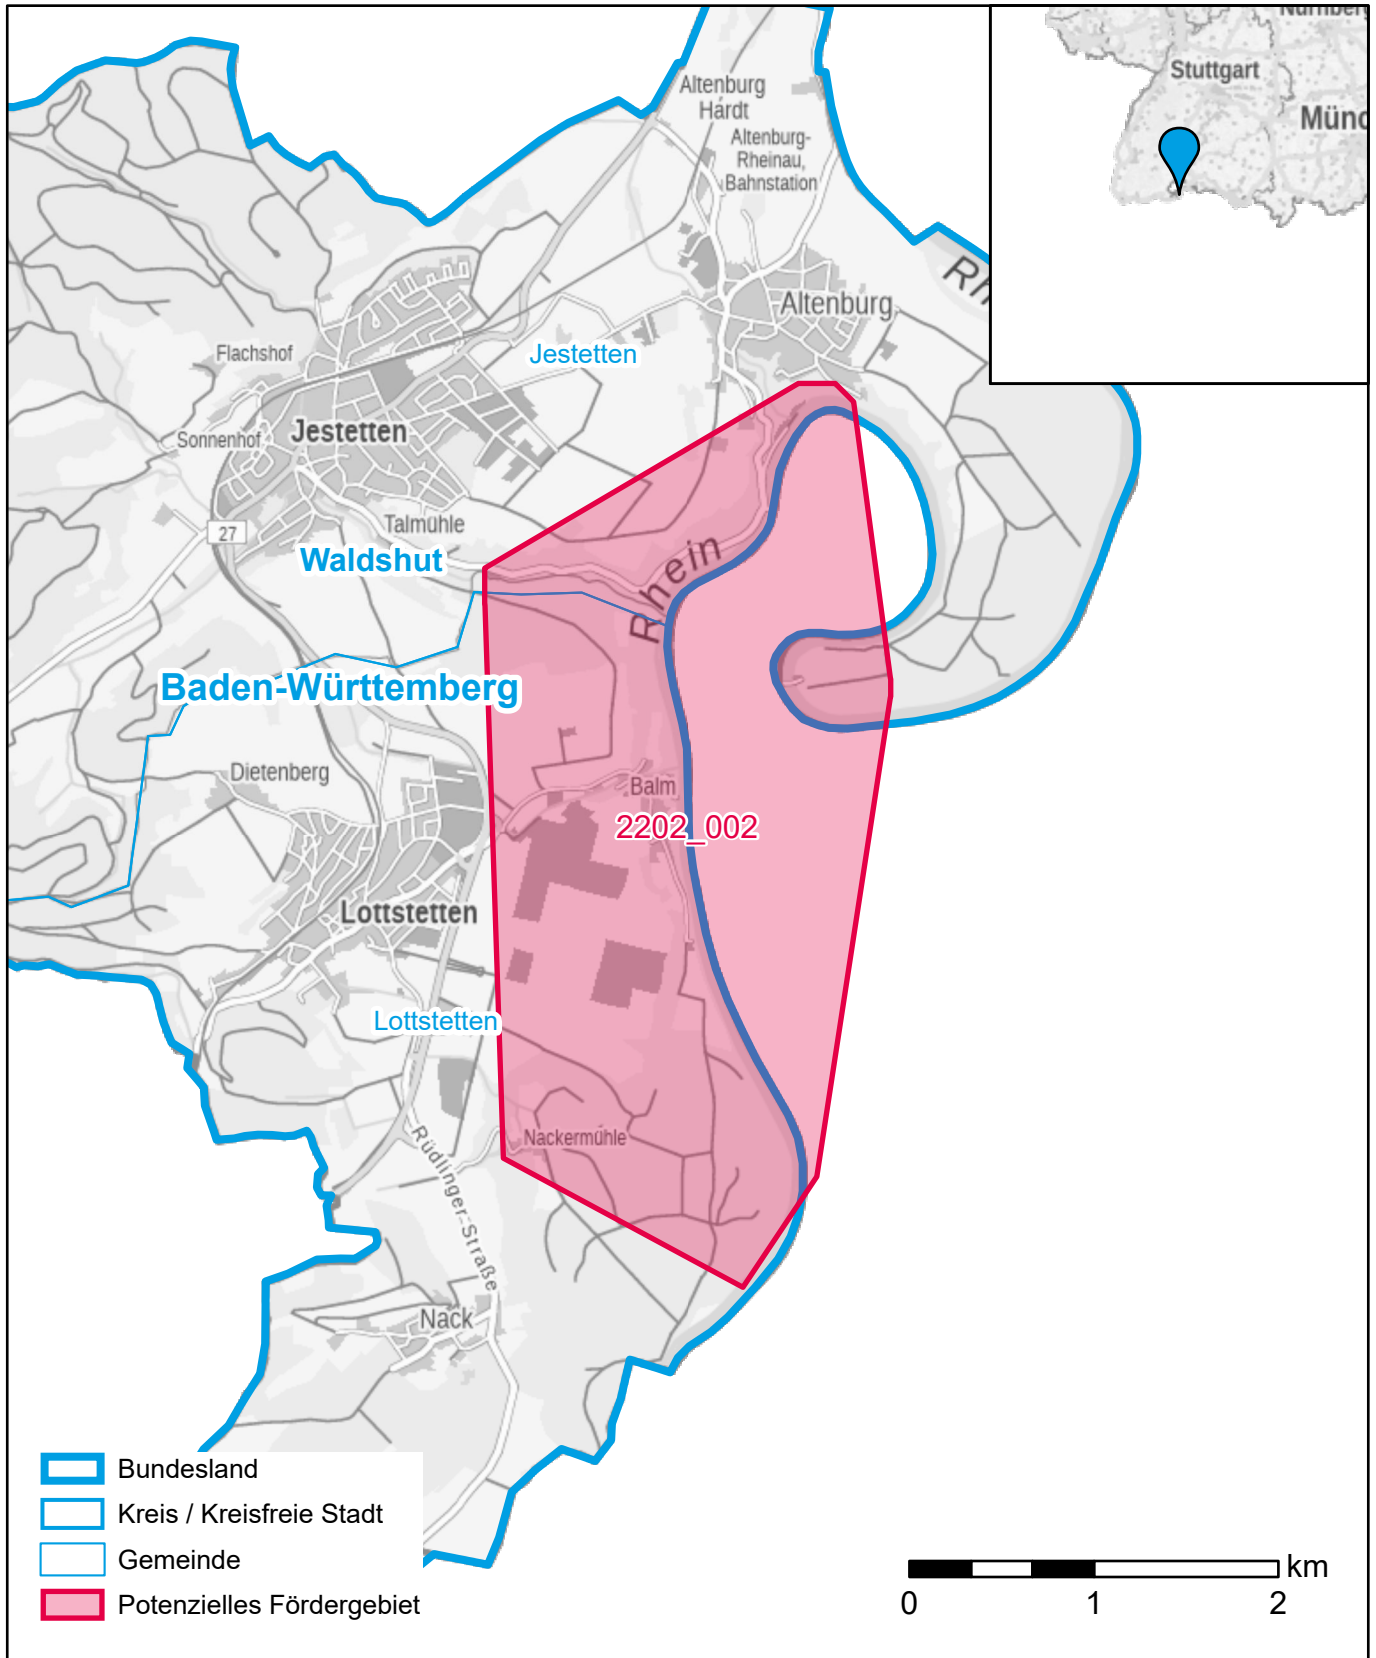 Nürnberg
Stuttgart
Münc
Altenburg
Hardt
Altenburg-
Rheinau,
Bahnstation
Rh
Altenburg
Flachshof
Jestetten
Sonnenhof
Jestetten
Talmühle
27
Waldshut
Rhein
Baden-Württemberg
Dietenberg
Balm
2202_002
Lottstetten
Lottstetten
Nackermühle
Rüdlinger-Straße
Nack
Bundesland
Kreis / Kreisfreie Stadt
Gemeinde
Potenzielles Fördergebiet
km
0 1 2